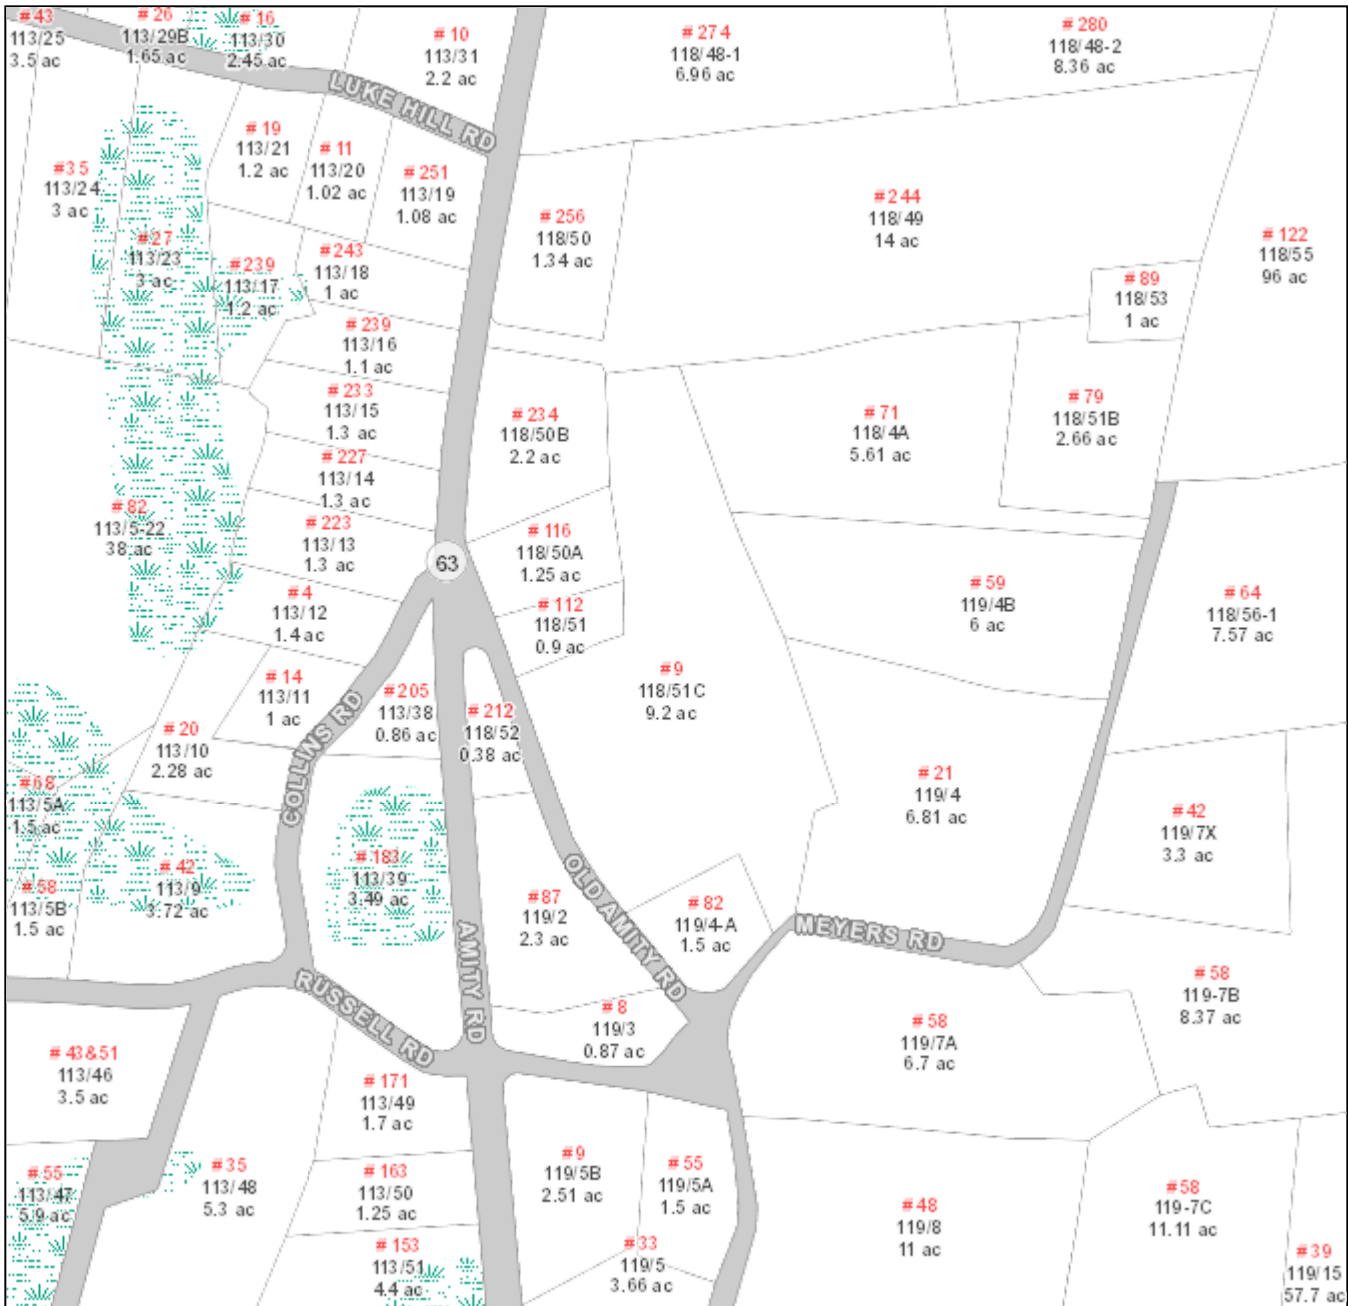 # 43
113/25
3.5 ac
# 26
113/29B
1.65 ac
# 16
113/30
2.45 ac
# 10
113/31
2.2 ac
# 274
118/48-1
6.96 ac
# 280
118/48-2
8.36 ac
LUKE HILL RD
# 35
113/24
3 ac
# 19
113/21
1.2 ac
# 11
113/20
1.02 ac
# 251
113/19
1.08 ac
# 256
118/50
1.34 ac
# 244
118/49
14 ac
# 122
118/55
96 ac
# 27
113/23
3 ac
# 239
113/17
1.2 ac
# 243
113/18
1 ac
# 89
118/53
1 ac
# 239
113/16
1.1 ac
# 233
113/15
1.3 ac
# 234
118/50B
2.2 ac
# 71
118/4A
5.61 ac
# 79
118/51B
2.66 ac
# 227
113/14
1.3 ac
# 82
113/5-22
38 ac
# 223
113/13
1.3 ac
63
# 116
118/50A
1.25 ac
# 4
113/12
1.4 ac
# 112
118/51
0.9 ac
# 59
119/4B
6 ac
# 64
118/56-1
7.57 ac
# 14
113/11
1 ac
# 205
113/38
0.86 ac
# 9
118/51C
9.2 ac
# 212
118/52
0.38 ac
# 20
113/10
2.28 ac
COLLINS RD
# 68
113/5A
1.5 ac
# 21
119/4
6.81 ac
# 42
119/7X
3.3 ac
# 58
113/5B
1.5 ac
# 42
113/9
3.72 ac
# 183
113/39
3.49 ac
# 87
119/2
2.3 ac
OLD AMITY RD
# 82
119/4-A
1.5 ac
MEYERS RD
AMITY RD
RUSSELL RD
# 8
119/3
0.87 ac
# 58
119/7A
6.7 ac
# 58
119-7B
8.37 ac
# 43&51
113/46
3.5 ac
# 171
113/49
1.7 ac
# 55
113/47
5.9 ac
# 35
113/48
5.3 ac
# 163
113/50
1.25 ac
# 9
119/5B
2.51 ac
# 55
119/5A
1.5 ac
# 48
119/8
11 ac
# 58
119-7C
11.11 ac
# 153
113/51
4.4 ac
# 33
119/5
3.66 ac
# 39
119/15
57.7 ac